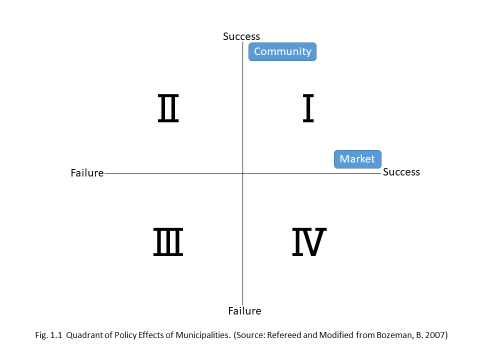 Success
Community
Ⅱ
Ⅰ
Market
Failure
Success
Ⅲ
Ⅳ
Failure
Fig. 1.1 Quadrant of Policy Effects of Municipalities. (Source: Refereed and Modified from Bozeman, B. 2007)